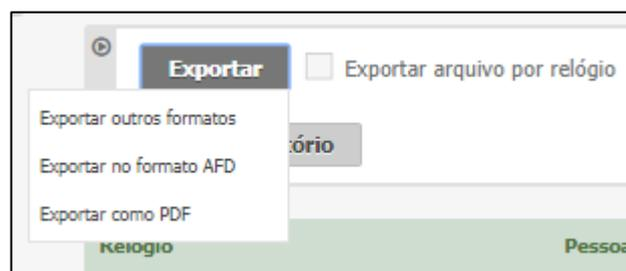 Exportar Exportar arquivo por relógio
Exportar outros formatos
Exportar no formato AFD
Exportar como PDF
Relógio